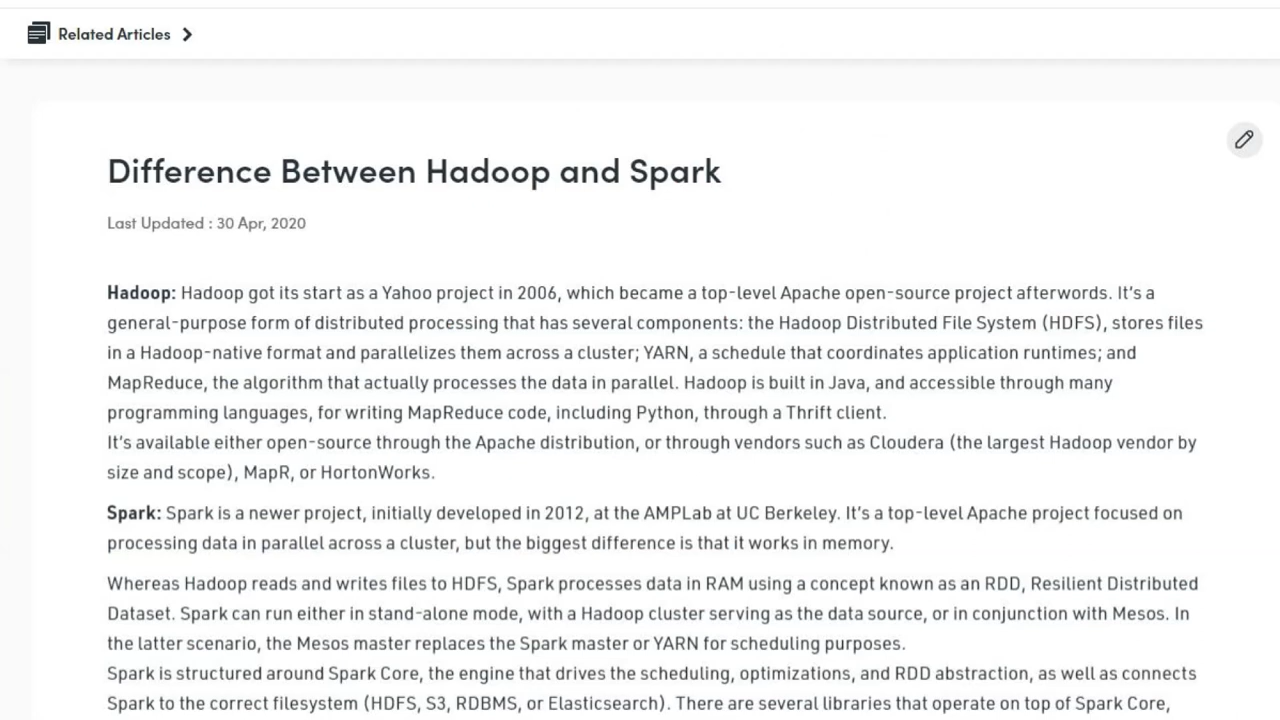 Related Articles
Difference Between Hadoop and Spark
Last Updated : 30 Apr, 2020
Hadoop: Hadoop got its start as a Yahoo project in 2006, which became a top-level Apache open-source project afterwords. It's a
general-purpose form of distributed processing that has several components: the Hadoop Distributed File System (HDFS), stores files
in a Hadoop-native format and parallelizes them across a cluster; YARN, a schedule that coordinates application runtimes; and
MapReduce, the algorithm that actually processes the data in parallel. Hadoop is built in Java, and accessible through many
programming languages, for writing MapReduce code, including Python, through a Thrift client.
It's available either open-source through the Apache distribution, or through vendors such as Cloudera (the largest Hadoop vendor by
size and scope), MapR, or HortonWorks.
Spark: Spark is a newer project, initially developed in 2012, at the AMPLab at UC Berkeley. It's a top-level Apache project focused on
processing data in parallel across a cluster, but the biggest difference is that it works in memory.
Whereas Hadoop reads and writes files to HDFS, Spark processes data in RAM using a concept known as an RDD, Resilient Distributed
Dataset. Spark can run either in stand-alone mode, with a Hadoop cluster serving as the data source, or in conjunction with Mesos. In
the latter scenario, the Mesos master replaces the Spark master or YARN for scheduling purposes.
Spark is structured around Spark Core, the engine that drives the scheduling, optimizations, and RDD abstraction, as well as connects
Spark to the correct filesystem (HDFS, S3, RDBMS, or Elasticsearch). There are several libraries that operate on top of Spark Core,